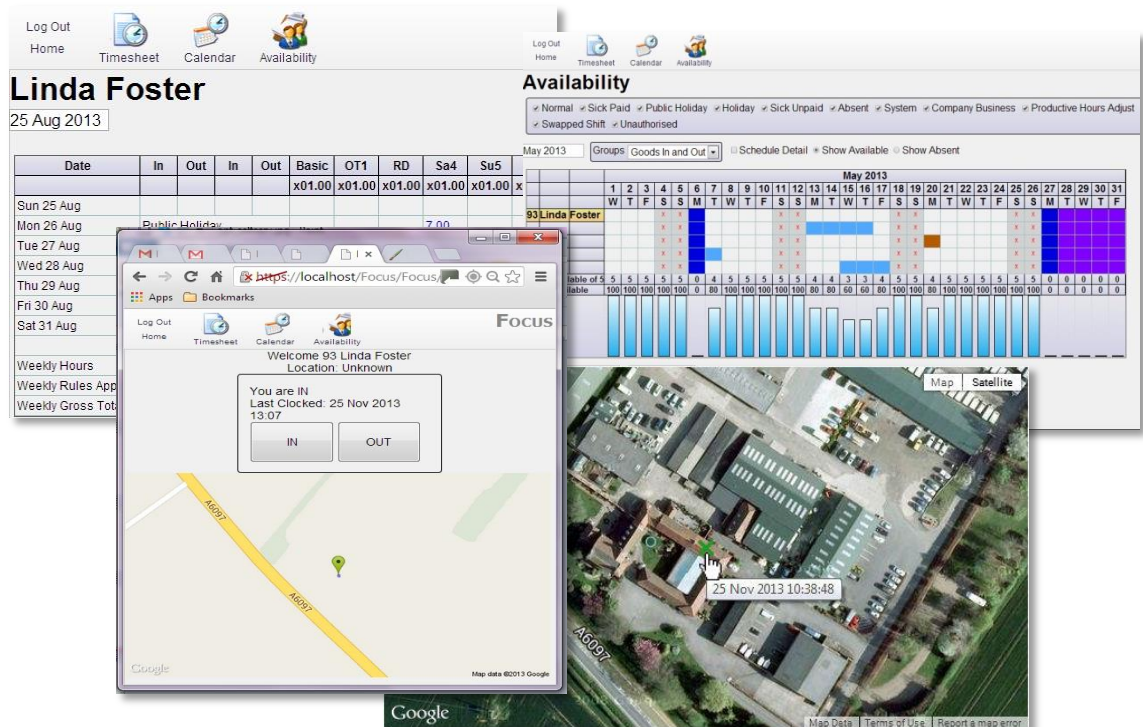 Log Out
Home
Timesheet
Calendar
Availability
Linda Foster
25 Aug 2013
Date In Out In Out Basic OT1 RD Sa4 Su5
x01.00 x01.00 x01.00 x01.00 x01.00 x
Sun 25 Aug
Mon 26 Aug Public Holiday 7.00
Tue 27 Aug
Wed 28 Aug
Thu 29 Aug
Fri 30 Aug
Sat 31 Aug
Weekly Hours
Weekly Rules App
Weekly Gross Tot
Log Out
Home
Timesheet
Calendar
Availability
Availability
Normal Sick Paid Public Holiday Holiday Sick Unpaid Absent System Company Business Productive Hours Adjust
Swapped Shift Unauthorised
May 2013 Groups Goods In and Out Schedule Detail Show Available Show Absent
May 2013
1 2 3 4 5 6 7 8 9 10 11 12 13 14 15 16 17 18 19 20 21 22 23 24 25 26 27 28 29 30 31
W T F S S M T W T F S S M T W T F S S M T W T F S S M T W T F
93 Linda Foster x x x x x x x x
x x x x x x x x
x x x x x x x x
x x x x x x x x
x x x x x x x x
lable of 5 5 5 5 5 5 0 4 5 5 5 5 5 4 4 3 3 4 5 5 4 5 5 5 5 5 5 0 0 0 0 0
ilable 100 100 100 100 100 0 80 100 100 100 100 100 80 80 60 60 80 100 100 80 100 100 100 100 100 100 0 0 0 0 0
https://localhost/Focus/Focus/
Apps Bookmarks
Log Out
Home
Timesheet
Calendar
Availability
Focus
Welcome 93 Linda Foster
Location: Unknown
You are IN
Last Clocked: 25 Nov 2013
13:07
IN OUT
A6097
A6097
Google
Map data ©2013 Google
Map Satellite
25 Nov 2013 10:38:48
A6097
Google
Map Data Terms of Use Report a map error